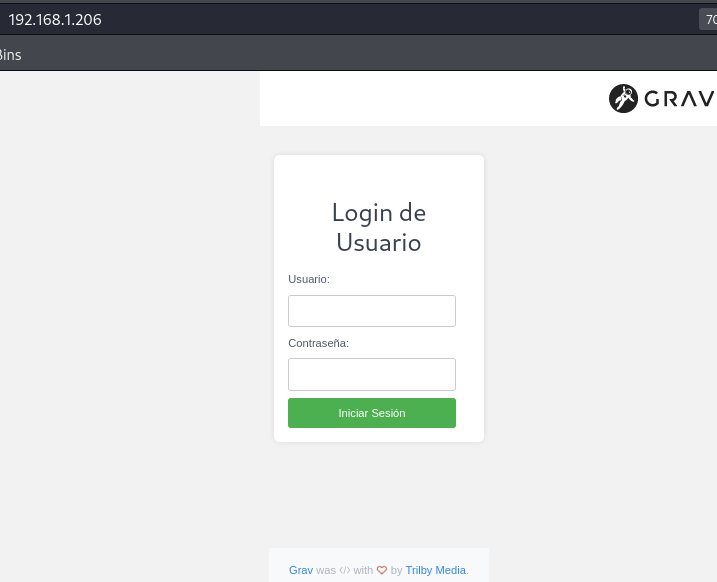 192.168.1.206
70
Bins
GRAV
Login de
Usuario
Usuario:
Contraseña:
Iniciar Sesión
Grav was </> with by Trilby Media.